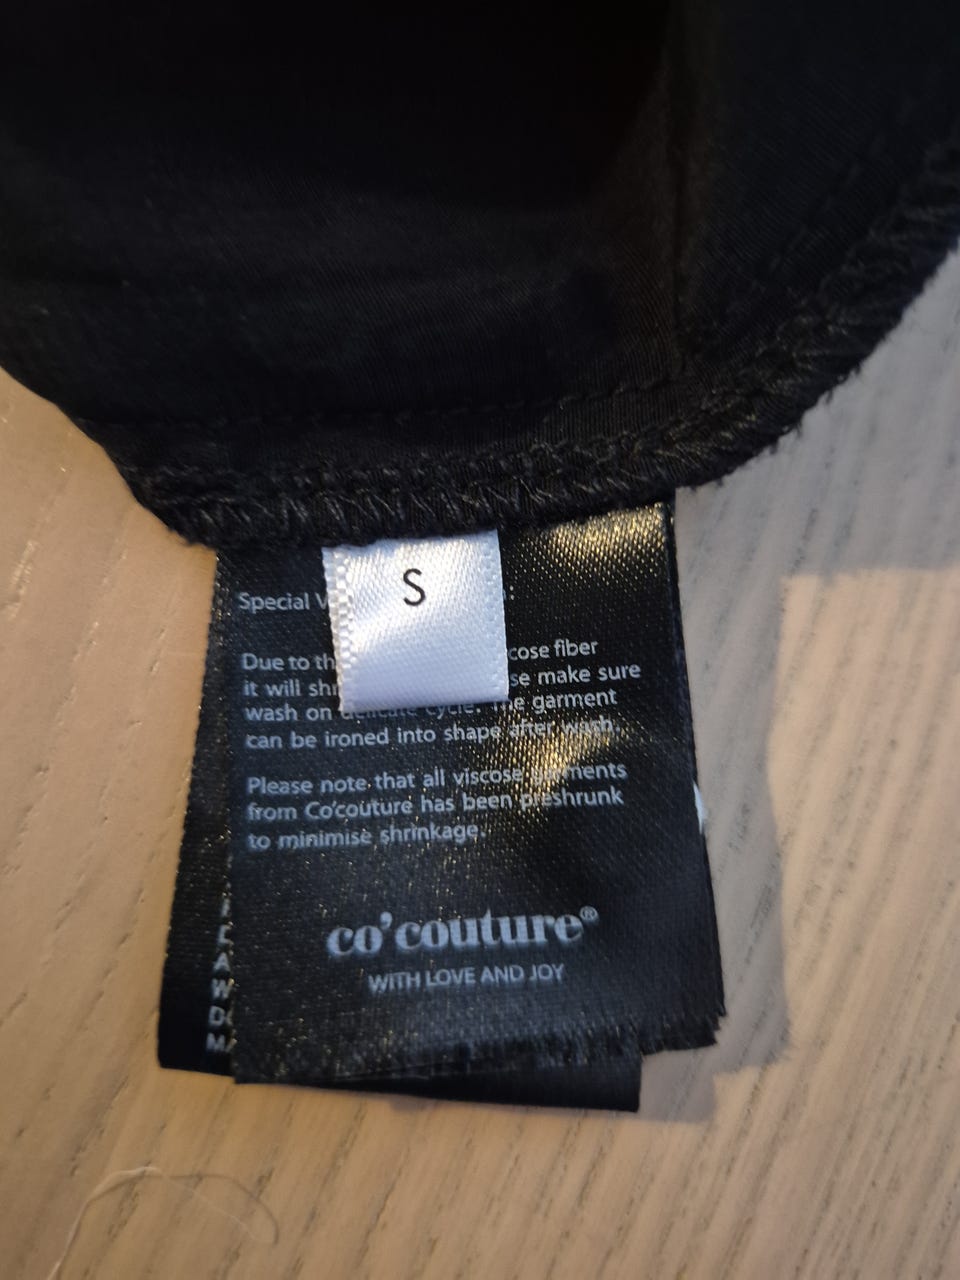 S
Special
Due to th cose fiber
it will shr se make sure
wash on delicate cycle. The garment
can be ironed into shape after wash.
Please note that all viscose garments
from Co'couture has been preshrunk
to minimise shrinkage.
co'couture®
WITH LOVE AND JOY
A
W
D
M